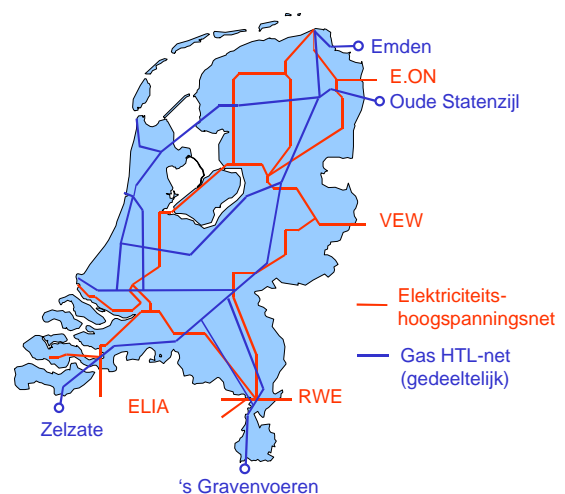 Emden
E.ON
Oude Statenzijl
VEW
Elektriciteits-
hoogspanningsnet
Gas HTL-net
(gedeeltelijk)
RWE
ELIA
Zelzate
‘s Gravenvoeren